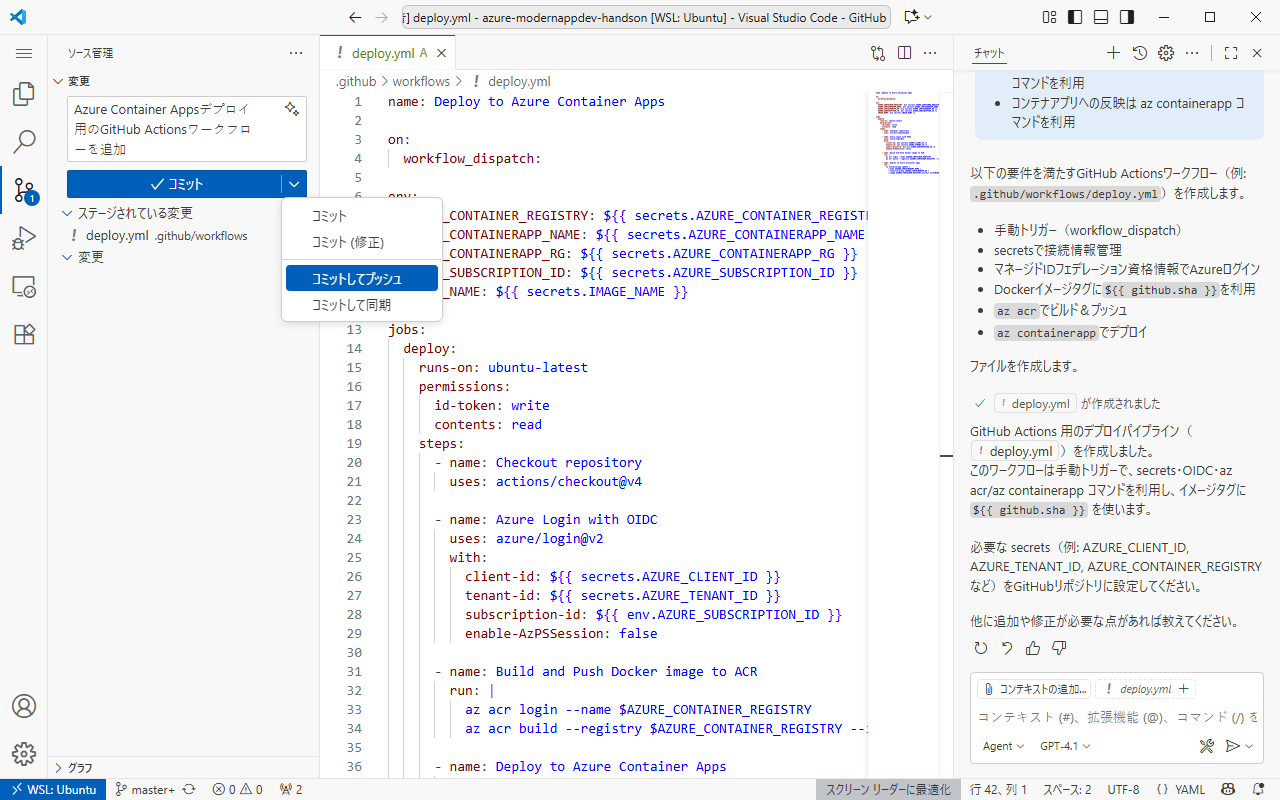 f] deploy.yml - azure-modernappdev-handson [WSL: Ubuntu] - Visual Studio Code - GitHub
ソース管理
変更
Azure Container Appsデプロイ
用のGitHub Actionsワークフロ
ーを追加
コミット
ステージされている変更
deploy.yml .github/workflows
1
変更
コミット
コミット (修正)
コミットしてプッシュ
コミットして同期
グラフ
deploy.yml A
.github > workflows > ! deploy.yml
1 name: Deploy to Azure Container Apps
2
3 on:
4 workflow_dispatch:
5
6 env:
_CONTAINER_REGISTRY: ${{ secrets.AZURE_CONTAINER_REGISTR
_CONTAINERAPP_NAME: ${{ secrets.AZURE_CONTAINERAPP_NAME
_CONTAINERAPP_RG: ${{ secrets.AZURE_CONTAINERAPP_RG }}
_SUBSCRIPTION_ID: ${{ secrets.AZURE_SUBSCRIPTION_ID }}
_NAME: ${{ secrets.IMAGE_NAME }}
13 jobs:
14 deploy:
15 runs-on: ubuntu-latest
16 permissions:
17 id-token: write
18 contents: read
19 steps:
20 - name: Checkout repository
21 uses: actions/checkout@v4
22
23 - name: Azure Login with OIDC
24 uses: azure/login@v2
25 with:
26 client-id: ${{ secrets.AZURE_CLIENT_ID }}
27 tenant-id: ${{ secrets.AZURE_TENANT_ID }}
28 subscription-id: ${{ env.AZURE_SUBSCRIPTION_ID }}
29 enable-AzPSSession: false
30
31 - name: Build and Push Docker image to ACR
32 run: |
33 az acr login --name $AZURE_CONTAINER_REGISTRY
34 az acr build --registry $AZURE_CONTAINER_REGISTRY --i
35
36 - name: Deploy to Azure Container Apps
チャット
コマンドを利用
• コンテナアプリへの反映は az containerapp コ
マンドを利用
以下の要件を満たすGitHub Actionsワークフロー（例:
.github/workflows/deploy.yml）を作成します。
• 手動トリガー（workflow_dispatch）
• secretsで接続情報管理
• マネージドIDフェデレーション資格情報でAzureログイン
• Dockerイメージタグに${{ github.sha }}を利用
• az acrでビルド＆プッシュ
• az containerappでデプロイ
ファイルを作成します。
! deploy.yml が作成されました
GitHub Actions 用のデプロイパイプライン（
! deploy.yml ）を作成しました。
このワークフローは手動トリガーで、secrets・OIDC・az
acr/az containerapp コマンドを利用し、イメージタグに
${{ github.sha }} を使います。
必要な secrets（例: AZURE_CLIENT_ID,
AZURE_TENANT_ID, AZURE_CONTAINER_REGISTRY
など）をGitHubリポジトリに設定してください。
他に追加や修正が必要な点があれば教えてください。
コンテキストの追加... ! deploy.yml +
コンテキスト (#)、拡張機能 (@)、コマンド (/) を
Agent GPT-4.1
WSL: Ubuntu master+ 0 0 2 スクリーン リーダーに最適化 行 42、列 1 スペース: 2 UTF-8 {} YAML